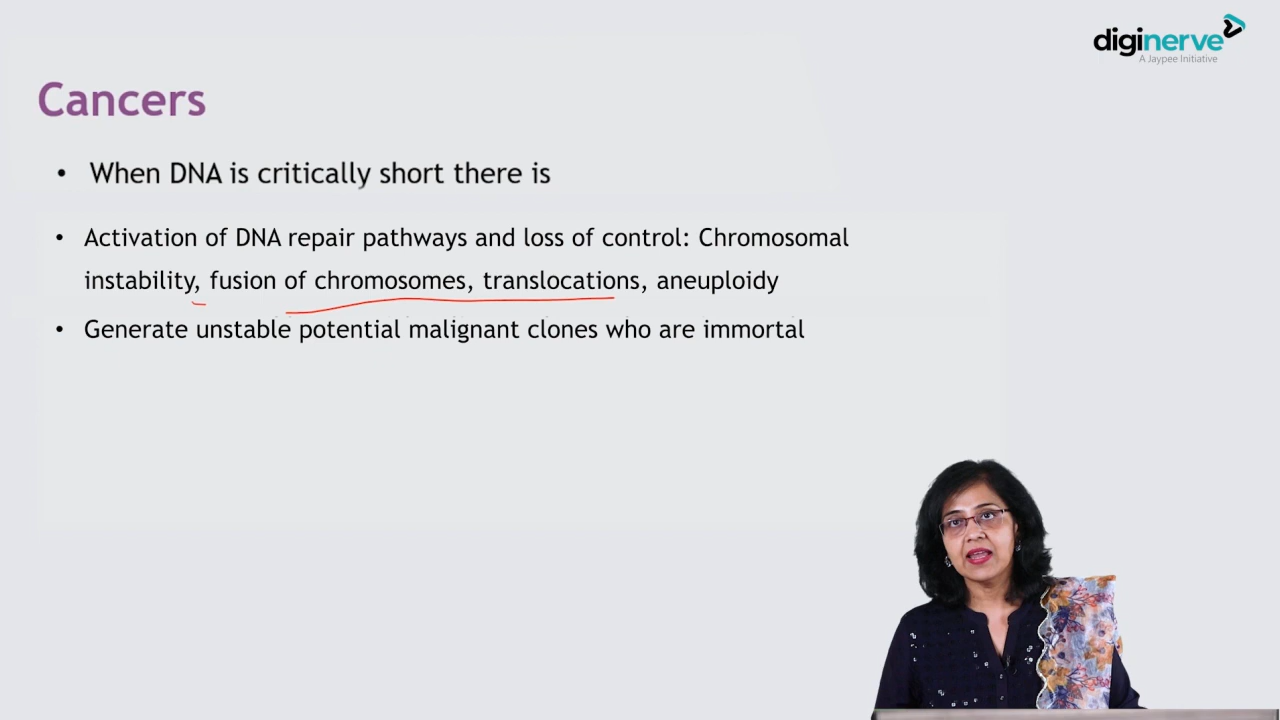 diginerve
A Jaypee Initiative
Cancers
• When DNA is critically short there is
• Activation of DNA repair pathways and loss of control: Chromosomal
instability, fusion of chromosomes, translocations, aneuploidy
• Generate unstable potential malignant clones who are immortal